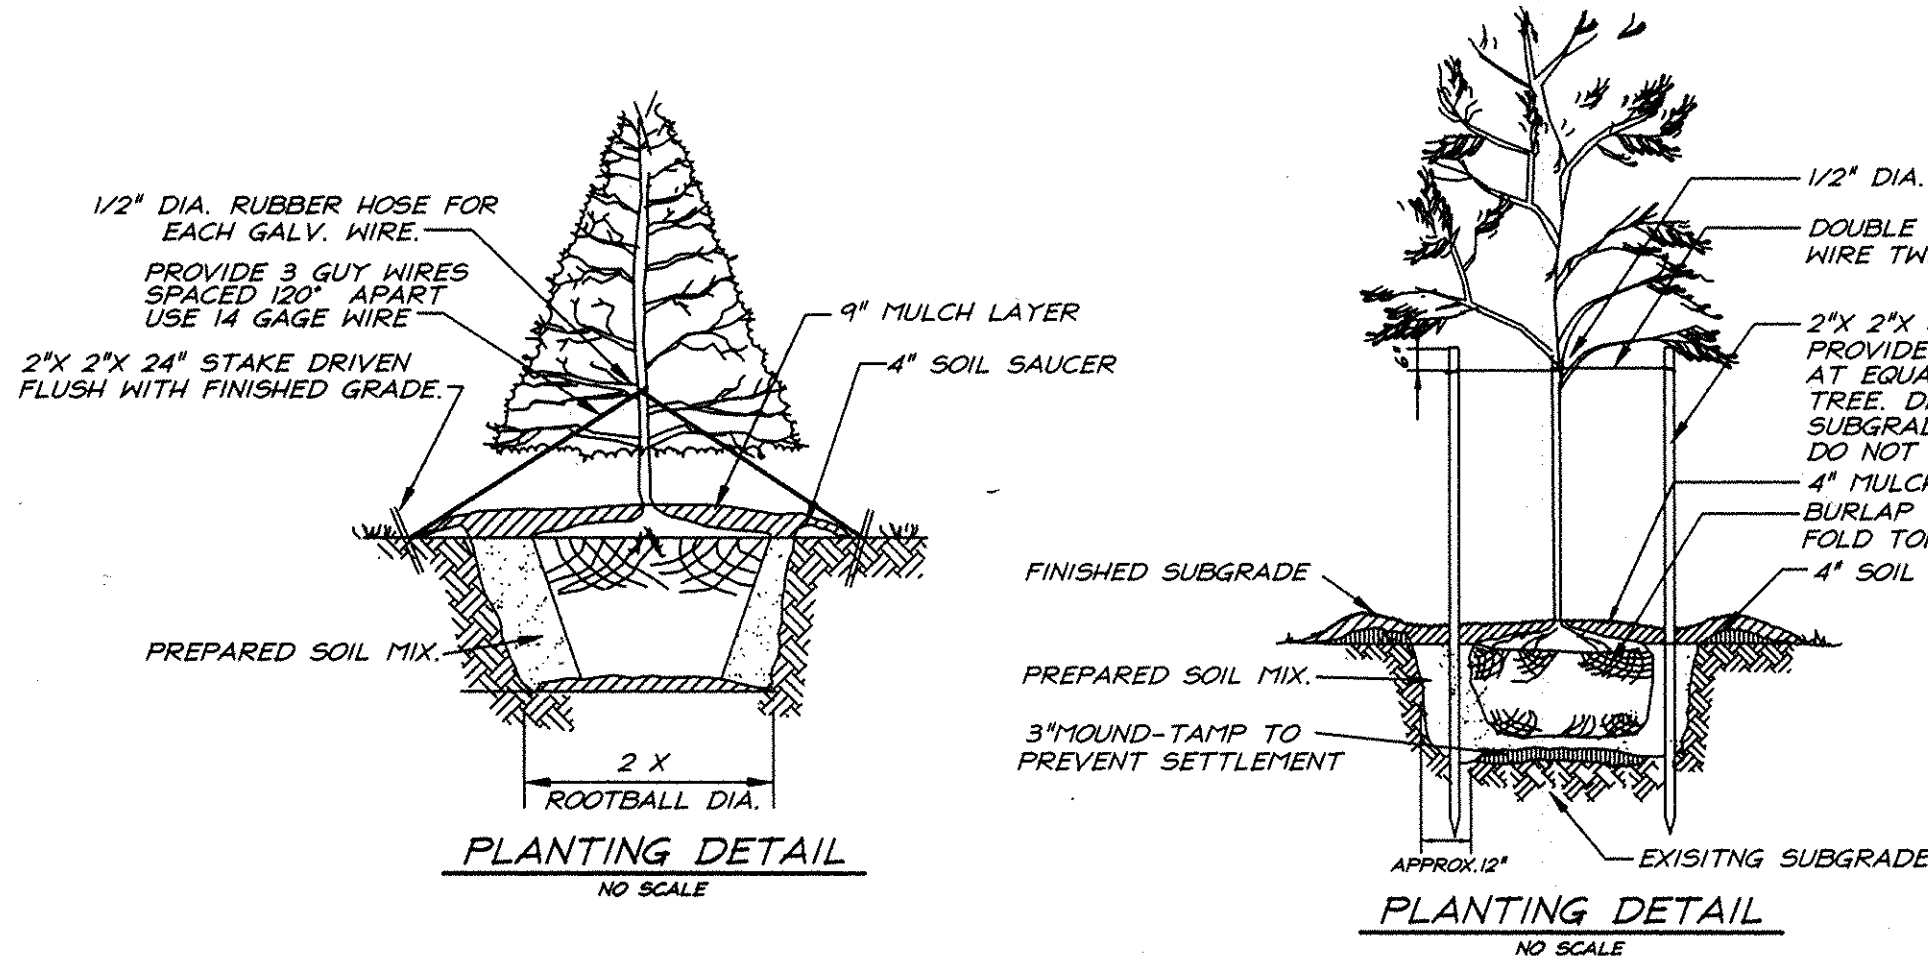 1/2" DIA. RUBBER HOSE FOR
EACH GALV. WIRE.
PROVIDE 3 GUY WIRES
SPACED 120° APART
USE 14 GAGE WIRE
2"X 2"X 24" STAKE DRIVEN
FLUSH WITH FINISHED GRADE.
9" MULCH LAYER
4" SOIL SAUCER
PREPARED SOIL MIX.
2 X
ROOTBALL DIA.
PLANTING DETAIL
NO SCALE
1/2" DIA.
DOUBLE
WIRE TW
2"X 2"X
PROVIDE
AT EQUA
TREE. D
SUBGRAD
DO NOT
4" MULCH
BURLAP
FOLD TO
4" SOIL
6"
FINISHED SUBGRADE
PREPARED SOIL MIX.
3"MOUND-TAMP TO
PREVENT SETTLEMENT
APPROX.12"
EXISITNG SUBGRADE
PLANTING DETAIL
NO SCALE